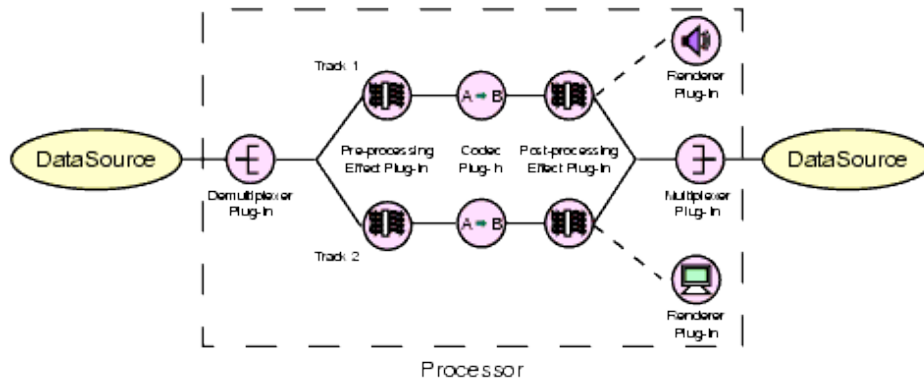 Track 1
Renderer
Plug-In
A B
DataSource
Demultiplexer
Plug-In
Pre-processing
Effect Plug-In
Codec
Plug-In
Post-processing
Effect Plug-In
Multiplexer
Plug-In
DataSource
A B
Track 2
Renderer
Plug-In
Processor